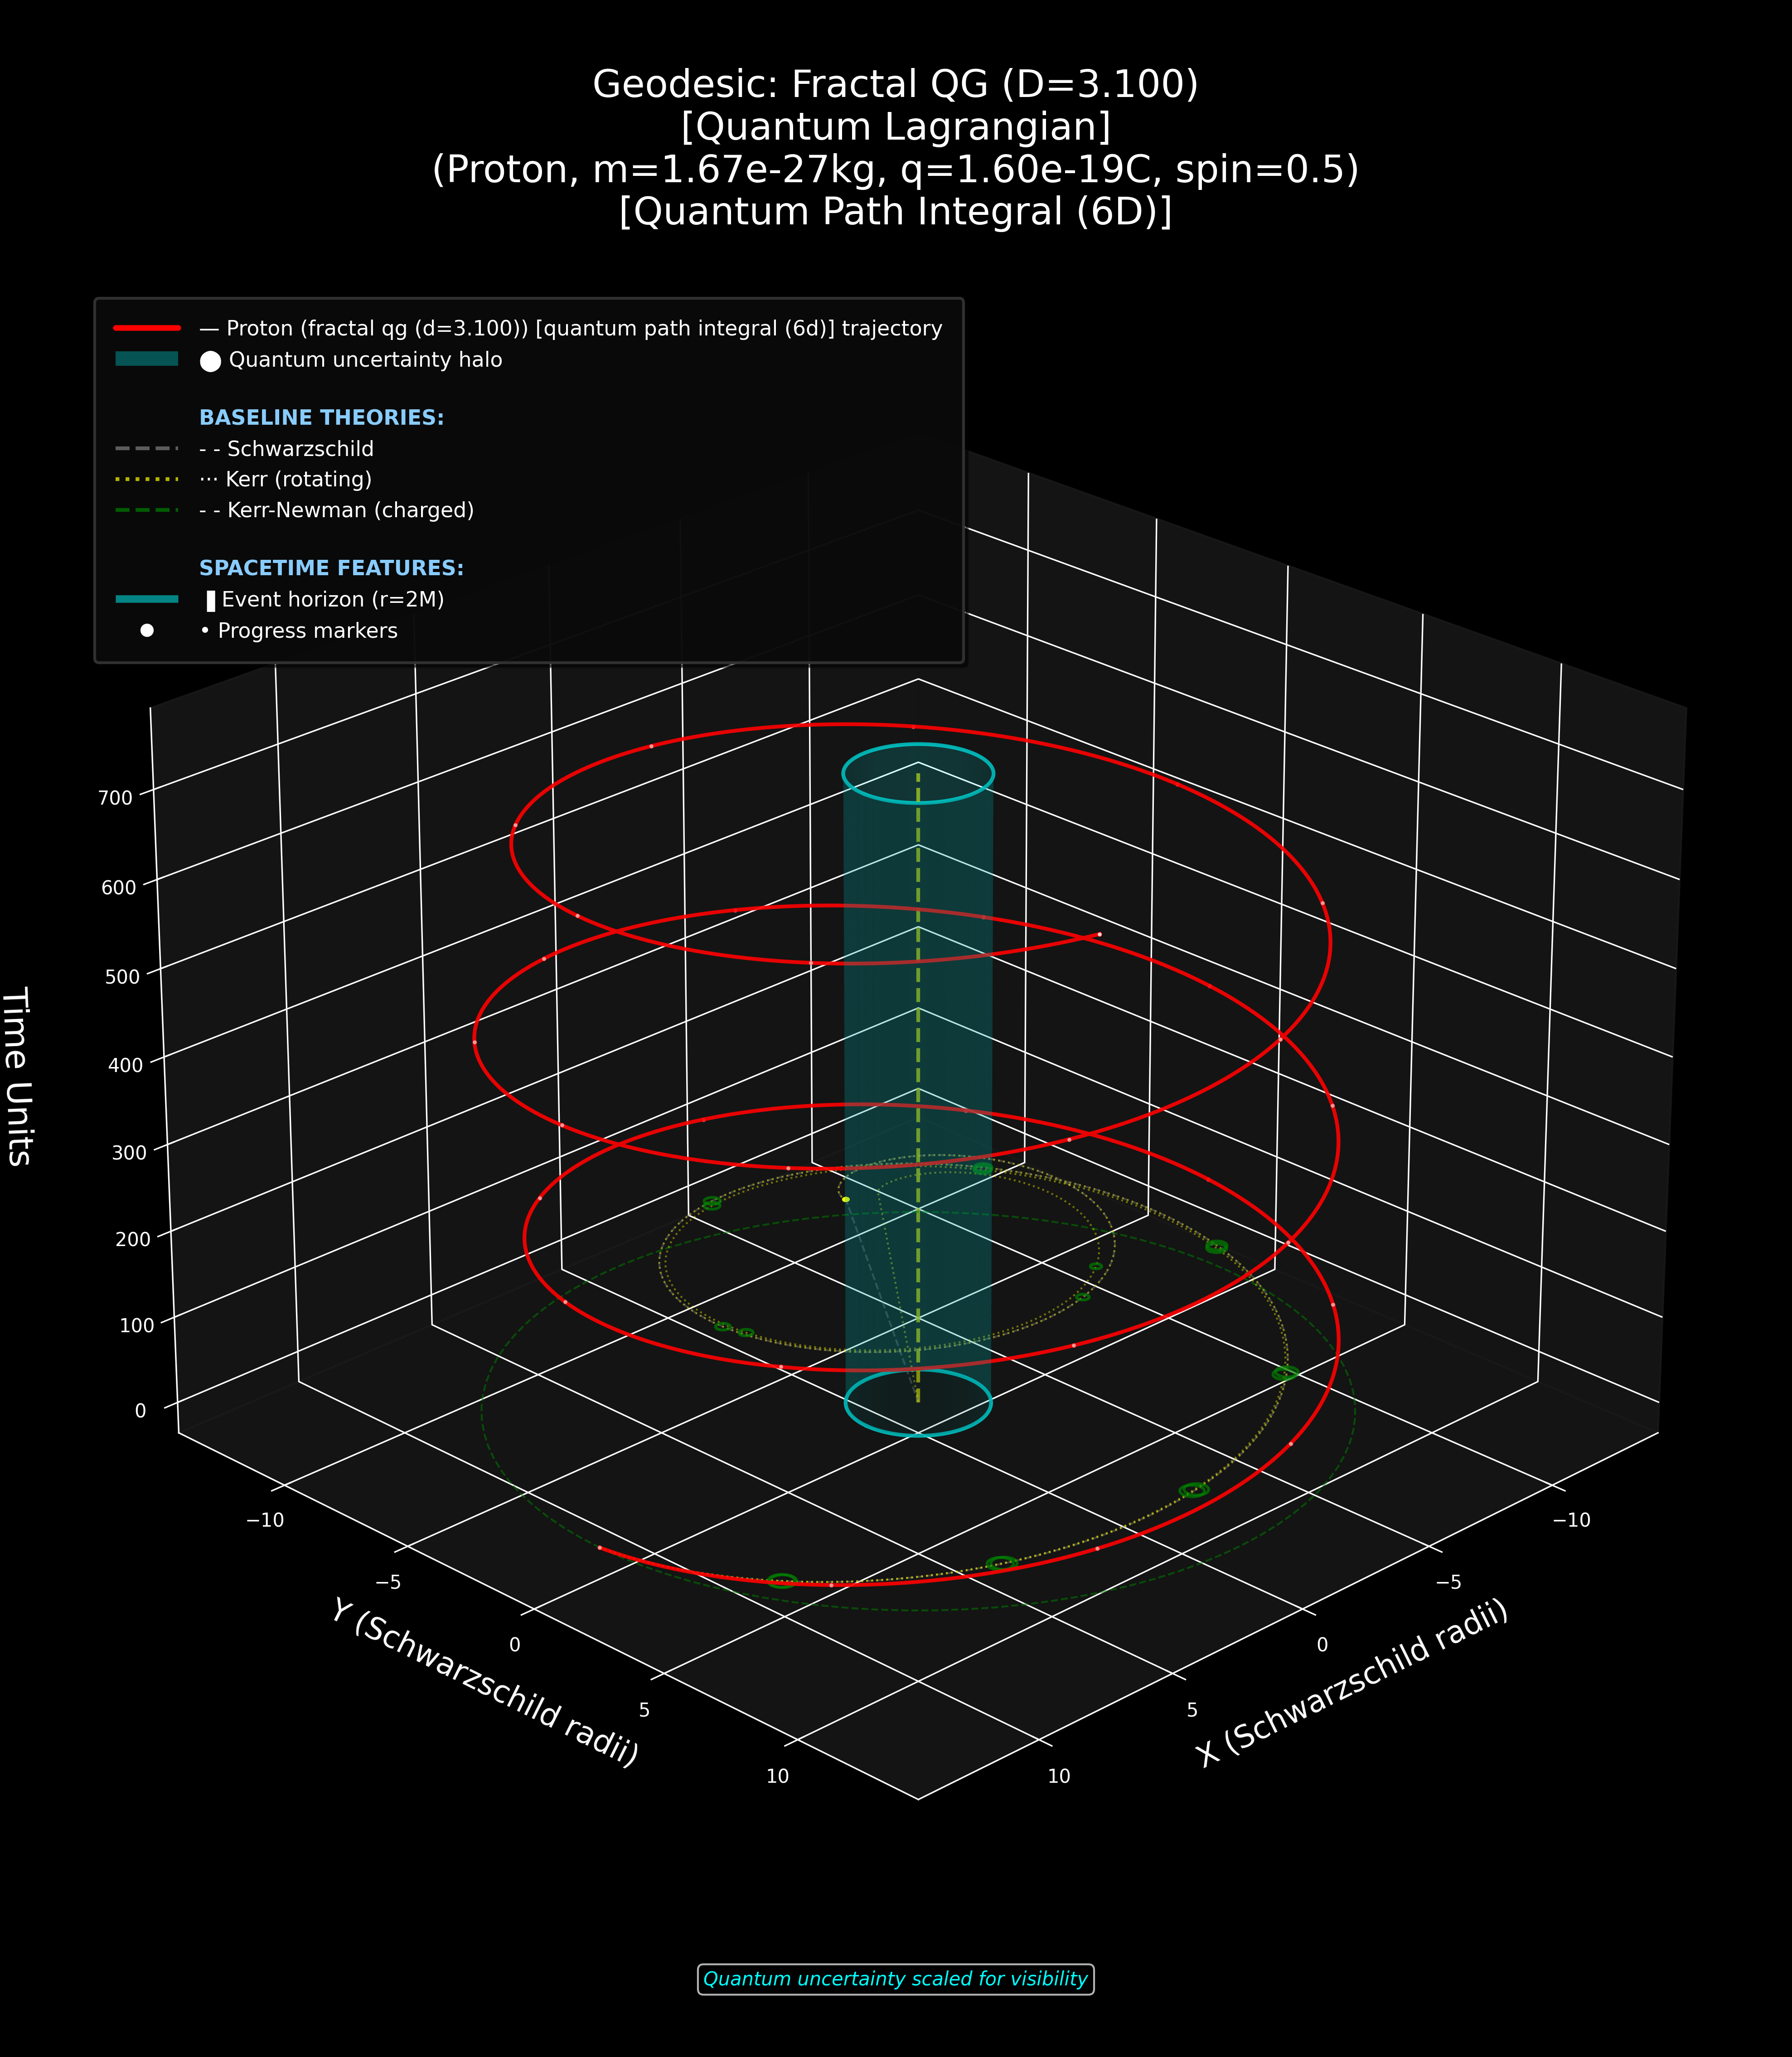 Geodesic: Fractal QG (D=3.100)
[Quantum Lagrangian]
(Proton, m=1.67e-27kg, q=1.60e-19C, spin=0.5)
[Quantum Path Integral (6D)]
— Proton (fractal qg (d=3.100)) [quantum path integral (6d)] trajectory
⬤ Quantum uncertainty halo
BASELINE THEORIES:
- - Schwarzschild
··· Kerr (rotating)
- - Kerr-Newman (charged)
SPACETIME FEATURES:
▐ Event horizon (r=2M)
• Progress markers
700
600
500
400
300
200
100
0
Time Units
−10
−5
0
5
10
Y (Schwarzschild radii)
−10
−5
0
5
10
X (Schwarzschild radii)
Quantum uncertainty scaled for visibility